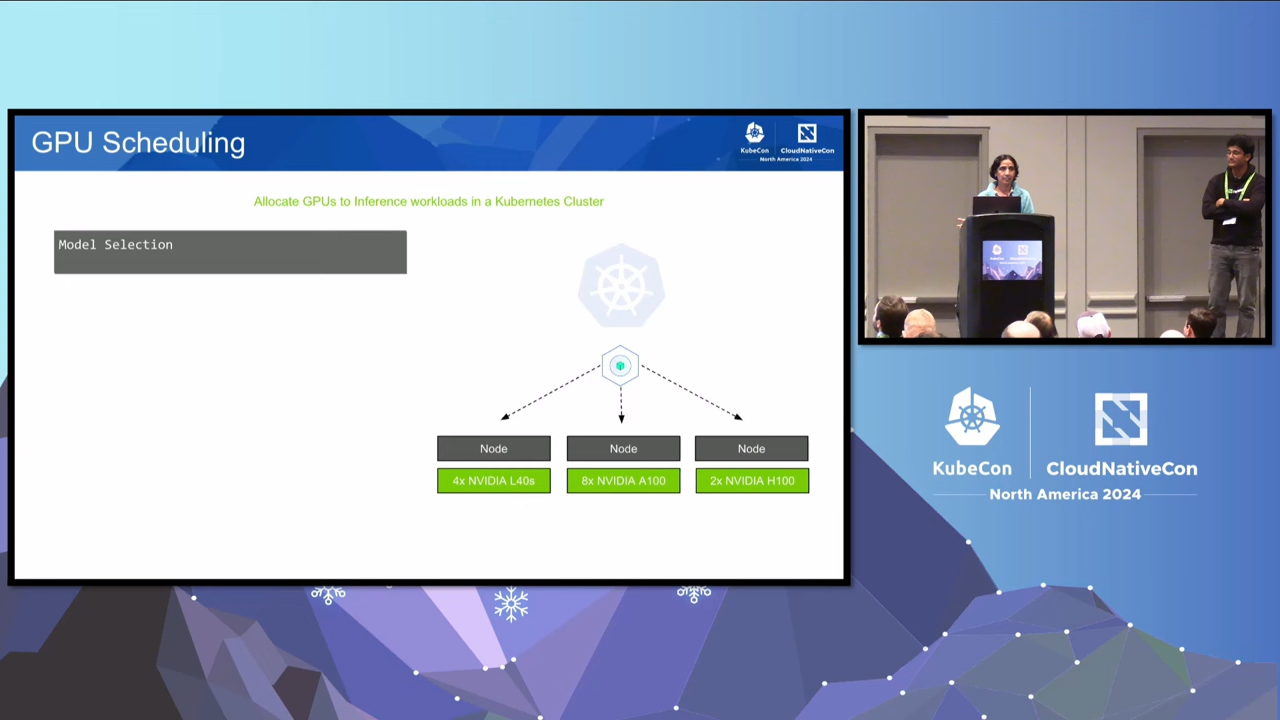 GPU Scheduling
KubeCon
CloudNativeCon
North America 2024
Allocate GPUs to Inference workloads in a Kubernetes Cluster
Model Selection
Node
Node
Node
4x NVIDIA L40s
8x NVIDIA A100
2x NVIDIA H100
KubeCon
CloudNativeCon
North America 2024